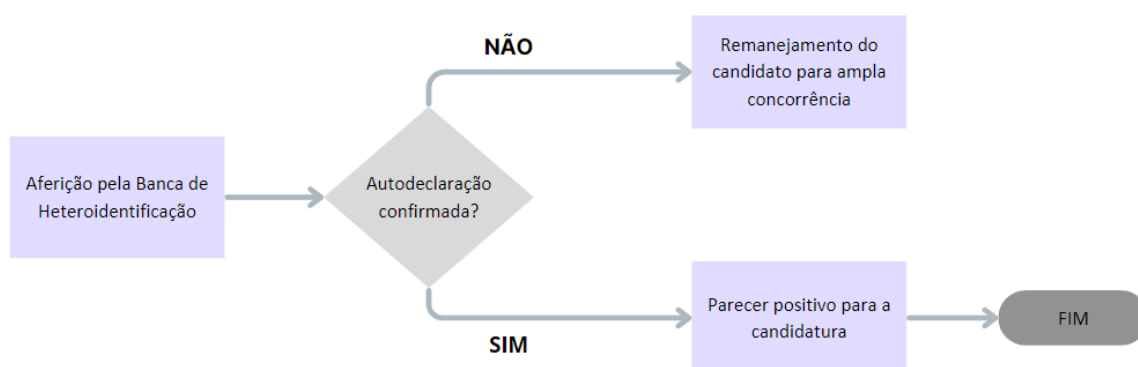 Aferição pela Banca de
Heteroidentificação
Autodeclaração
confirmada?
NÃO
Remanejamento do
candidato para ampla
concorrência
SIM
Parecer positivo para a
candidatura
FIM